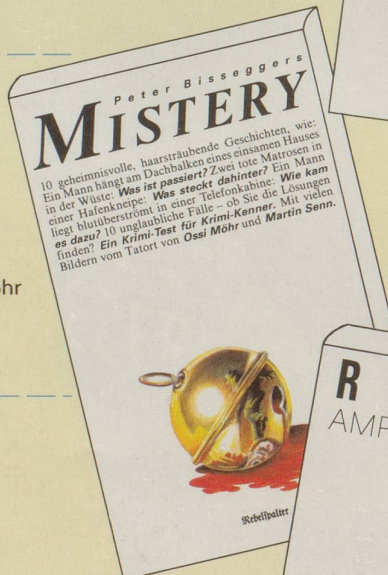 Peter Bisseggers
MISTERY
10 geheimnisvolle, haarsträubende Geschichten, wie:
Ein Mann hängt am Dachbalken eines einsamen Hauses
in der Wüste: Was ist passiert? Zwei tote Matrosen in
einer Hafenkneipe: Was steckt dahinter? Ein Mann
liegt blutüberströmt in einer Telefonkabine: Wie kam
es dazu? 10 unglaubliche Fälle – ob Sie die Lösungen
finden? Ein Krimi-Test für Krimi-Kenner. Mit vielen
Bildern vom Tatort von Ossi Möhr und Martin Senn.
Nebelspalter
R
AMP